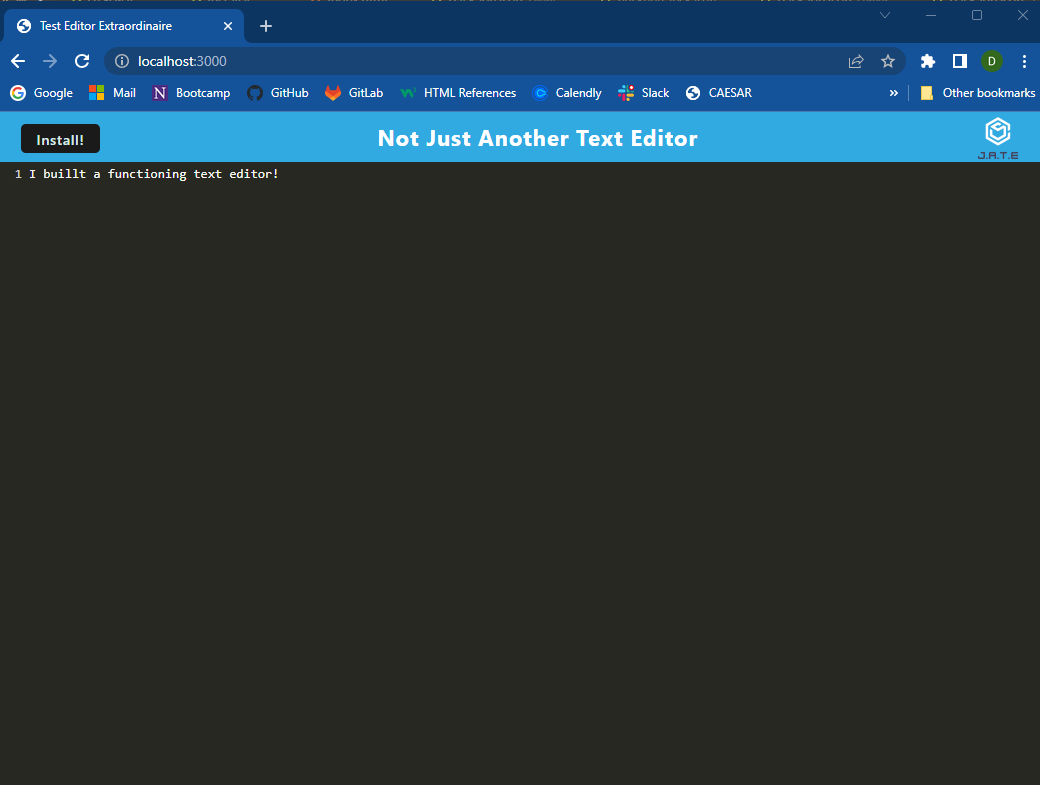 Test Editor Extraordinaire
localhost:3000
D
Google Mail Bootcamp GitHub GitLab HTML References Calendly Slack CAESAR » Other bookmarks
Install! Not Just Another Text Editor
J.A.T.E
1 I buillt a functioning text editor!